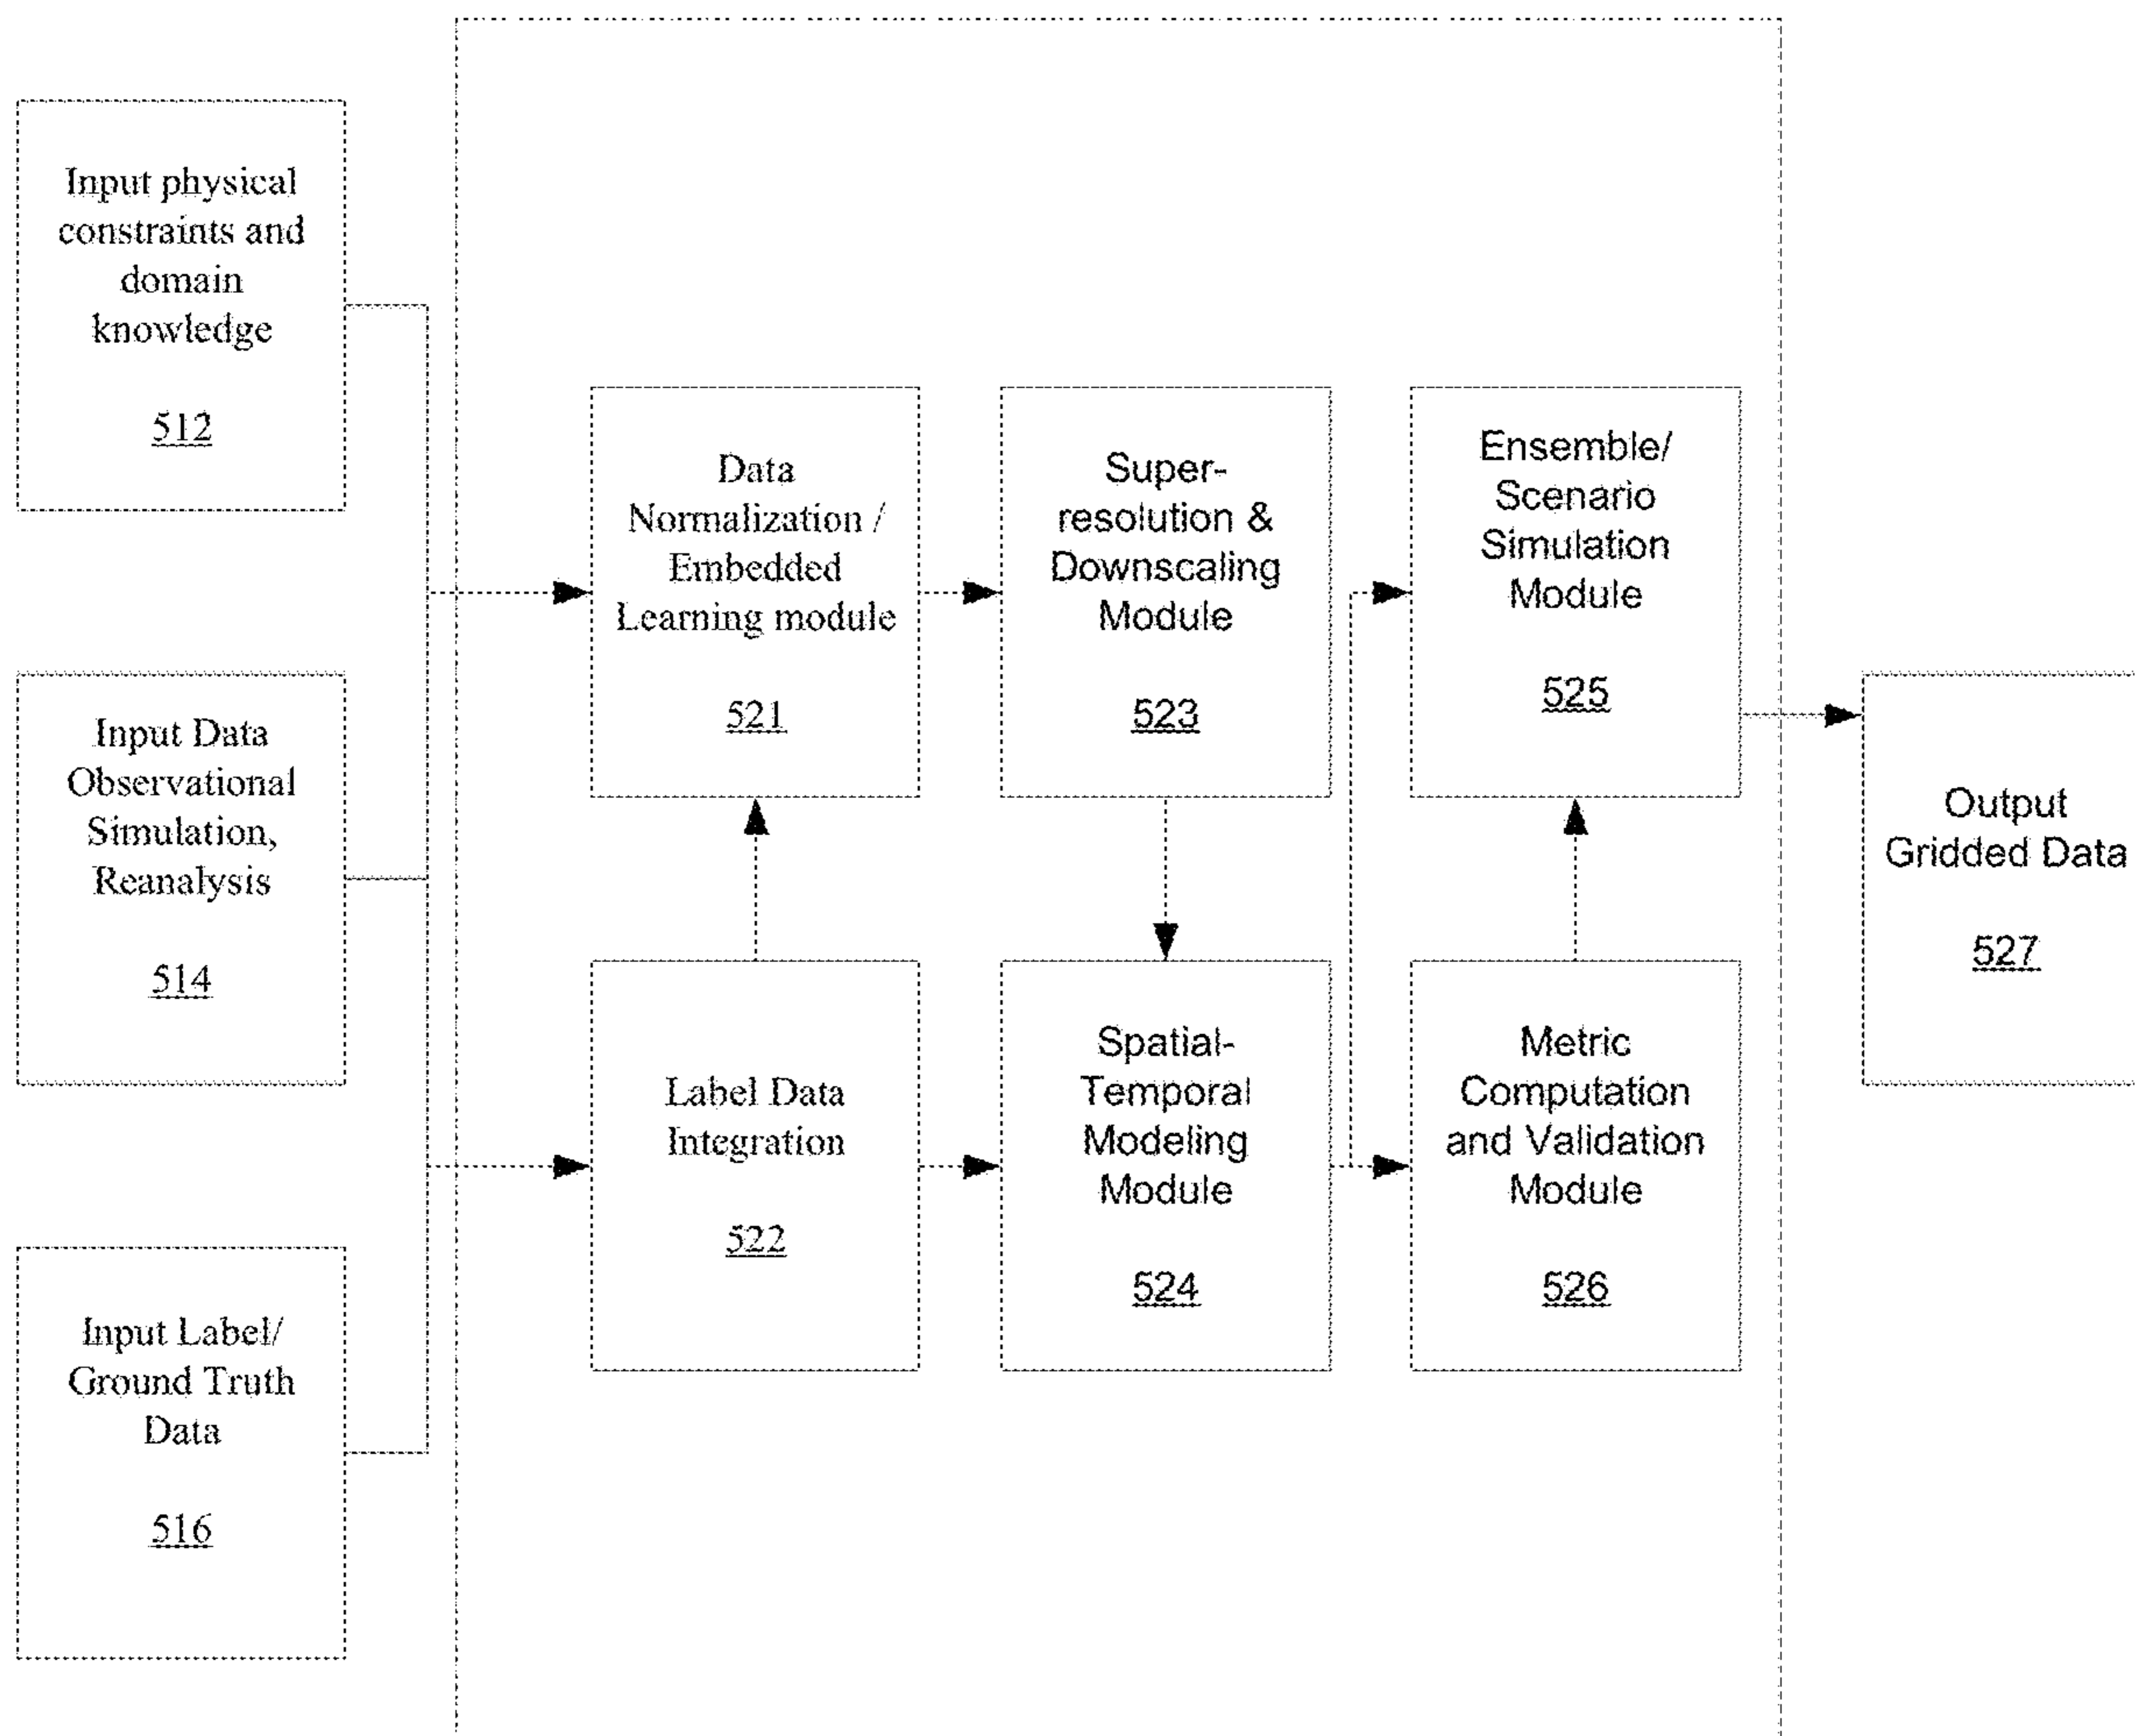 Input physical
constraints and
domain
knowledge
512
Input Data
Observational
Simulation,
Reanalysis
514
Input Label/
Ground Truth
Data
516
Data
Normalization /
Embedded
Learning module
521
Label Data
Integration
522
Super-
resolution &
Downscaling
Module
523
Spatial-
Temporal
Modeling
Module
524
Ensemble/
Scenario
Simulation
Module
525
Metric
Computation
and Validation
Module
526
Output
Gridded Data
527